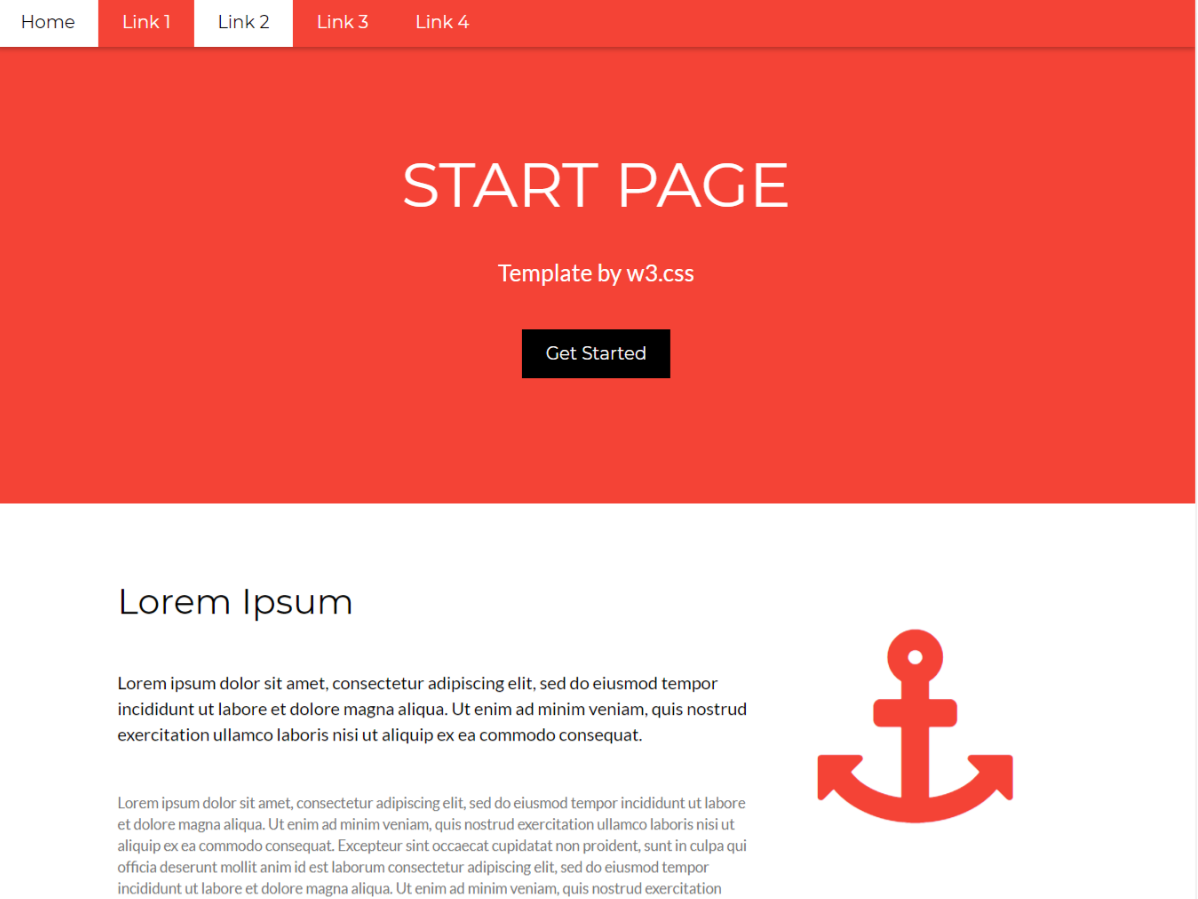 Home Link 1 Link 2 Link 3 Link 4
START PAGE
Template by w3.css
Get Started
Lorem Ipsum
Lorem ipsum dolor sit amet, consectetur adipiscing elit, sed do eiusmod tempor
incididunt ut labore et dolore magna aliqua. Ut enim ad minim veniam, quis nostrud
exercitation ullamco laboris nisi ut aliquip ex ea commodo consequat.
Lorem ipsum dolor sit amet, consectetur adipiscing elit, sed do eiusmod tempor incididunt ut labore
et dolore magna aliqua. Ut enim ad minim veniam, quis nostrud exercitation ullamco laboris nisi ut
aliquip ex ea commodo consequat. Excepteur sint occaecat cupidatat non proident, sunt in culpa qui
officia deserunt mollit anim id est laborum consectetur adipiscing elit, sed do eiusmod tempor
incididunt ut labore et dolore magna aliqua. Ut enim ad minim veniam, quis nostrud exercitation